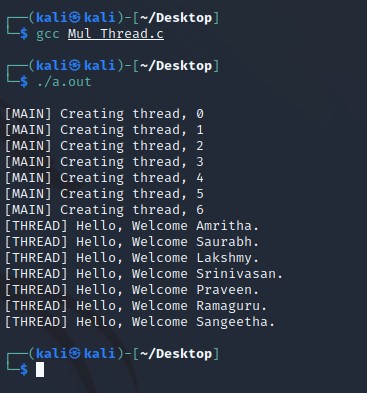 ┌──(kali㉿kali)-[~/Desktop]
└─$ gcc Mul_Thread.c
┌──(kali㉿kali)-[~/Desktop]
└─$ ./a.out
[MAIN] Creating thread, 0
[MAIN] Creating thread, 1
[MAIN] Creating thread, 2
[MAIN] Creating thread, 3
[MAIN] Creating thread, 4
[MAIN] Creating thread, 5
[MAIN] Creating thread, 6
[THREAD] Hello, Welcome Amritha.
[THREAD] Hello, Welcome Saurabh.
[THREAD] Hello, Welcome Lakshmy.
[THREAD] Hello, Welcome Srinivasan.
[THREAD] Hello, Welcome Praveen.
[THREAD] Hello, Welcome Ramaguru.
[THREAD] Hello, Welcome Sangeetha.
┌──(kali㉿kali)-[~/Desktop]
└─$